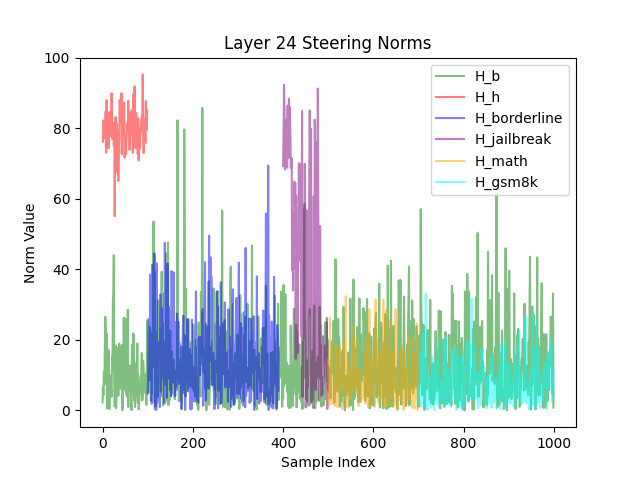 Layer 24 Steering Norms
100
80
60
40
20
0
Norm Value
H_b
H_h
H_borderline
H_jailbreak
H_math
H_gsm8k
0 200 400 600 800 1000
Sample Index